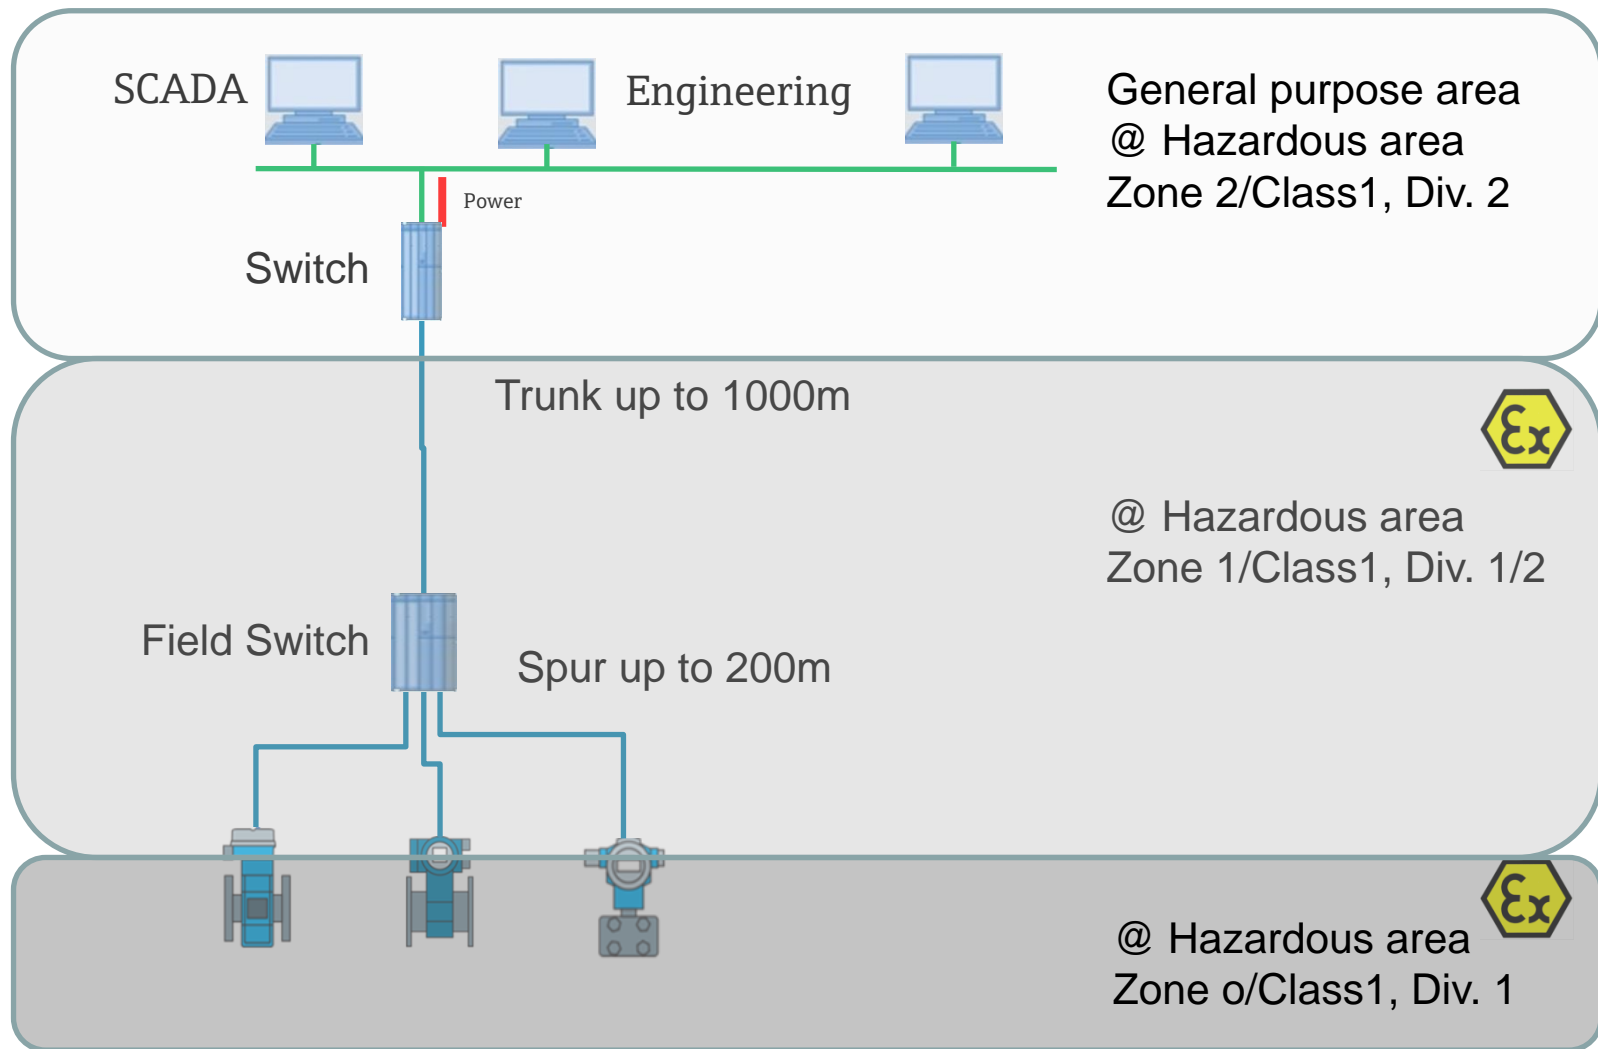 SCADA
Engineering
General purpose area
@ Hazardous area
Zone 2/Class1, Div. 2
Power
Switch
Trunk up to 1000m
Ex
@ Hazardous area
Zone 1/Class1, Div. 1/2
Field Switch
Spur up to 200m
Ex
@ Hazardous area
Zone o/Class1, Div. 1